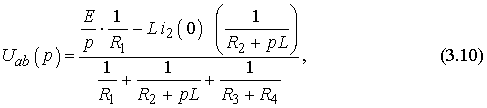 U_ab(p) = (E/p · 1/R_1 − L i_2(0) (1/(R_2 + pL))) / (1/R_1 + 1/(R_2 + pL) + 1/(R_3 + R_4)), (3.10)